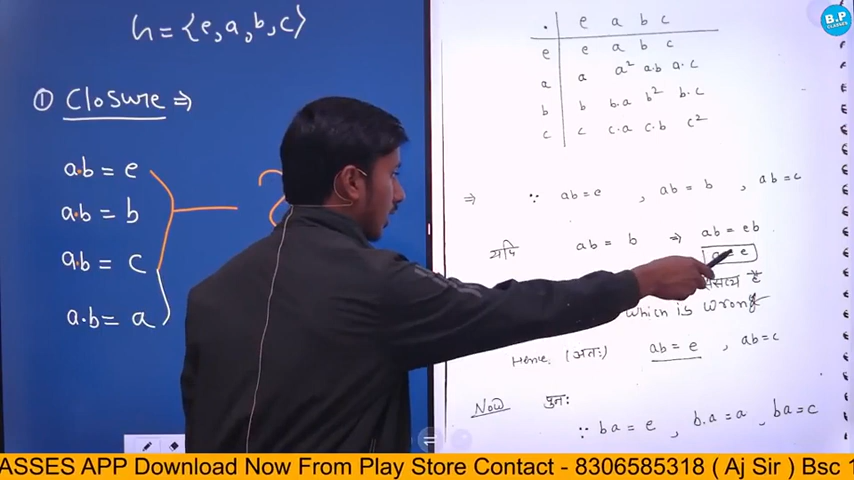 G = {e, a, b, c}
① Closure ⇒
a·b = e
a·b = b
a·b = c
a·b = a
B.P
CLASSES
· e a b c
e e a b c
a a a² a·b a·c
b b b·a b² b·c
c c c·a c·b c²
⇒ ∵ ab = e , ab = b , ab = c
यदि ab = b ⇒ ab = eb
a = e
असत्य है
which is wrong
Hence (अतः) ab = e , ab = c
Now पुनः
∵ ba = e , b.a = a , ba = c
ASSES APP Download Now From Play Store Contact - 8306585318 ( Aj Sir ) Bsc 1